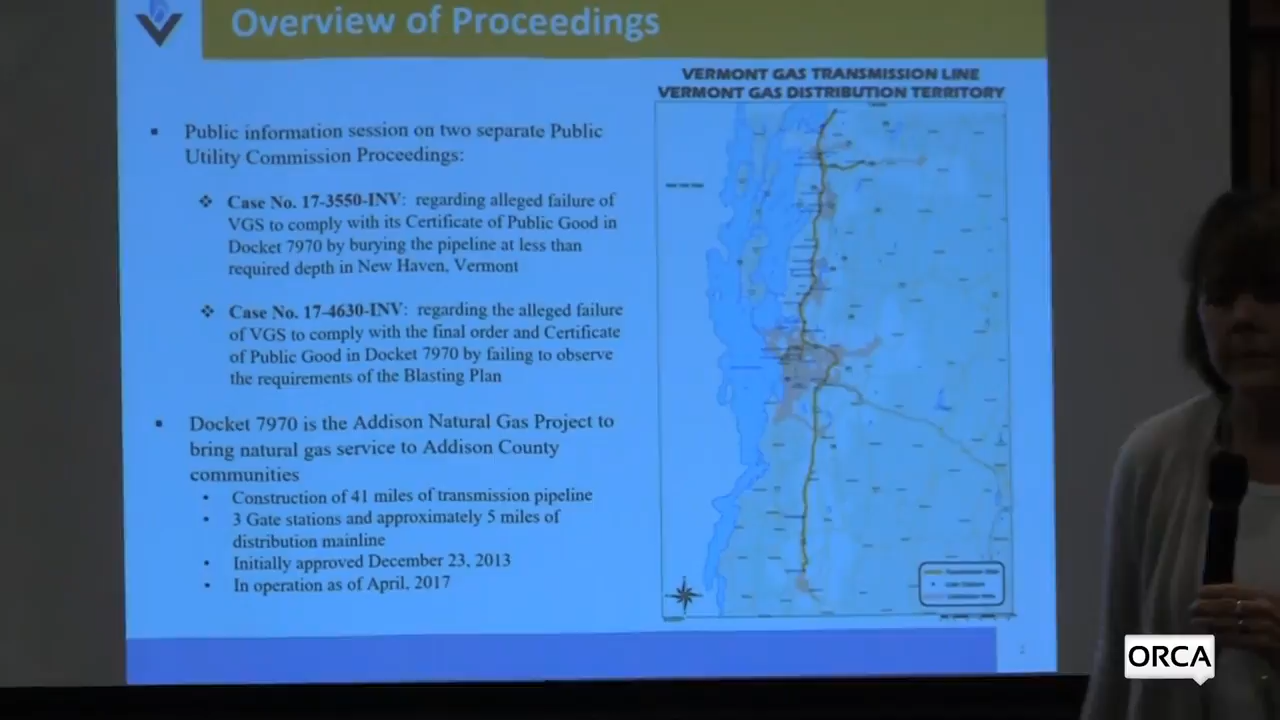 Overview of Proceedings
VERMONT GAS TRANSMISSION LINE
VERMONT GAS DISTRIBUTION TERRITORY
▪ Public information session on two separate Public
Utility Commission Proceedings:
❖ Case No. 17-3550-INV: regarding alleged failure of
VGS to comply with its Certificate of Public Good in
Docket 7970 by burying the pipeline at less than
required depth in New Haven, Vermont
❖ Case No. 17-4630-INV: regarding the alleged failure
of VGS to comply with the final order and Certificate
of Public Good in Docket 7970 by failing to observe
the requirements of the Blasting Plan
▪ Docket 7970 is the Addison Natural Gas Project to
bring natural gas service to Addison County
communities
• Construction of 41 miles of transmission pipeline
• 3 Gate stations and approximately 5 miles of
distribution mainline
• Initially approved December 23, 2013
• In operation as of April, 2017
ORCA